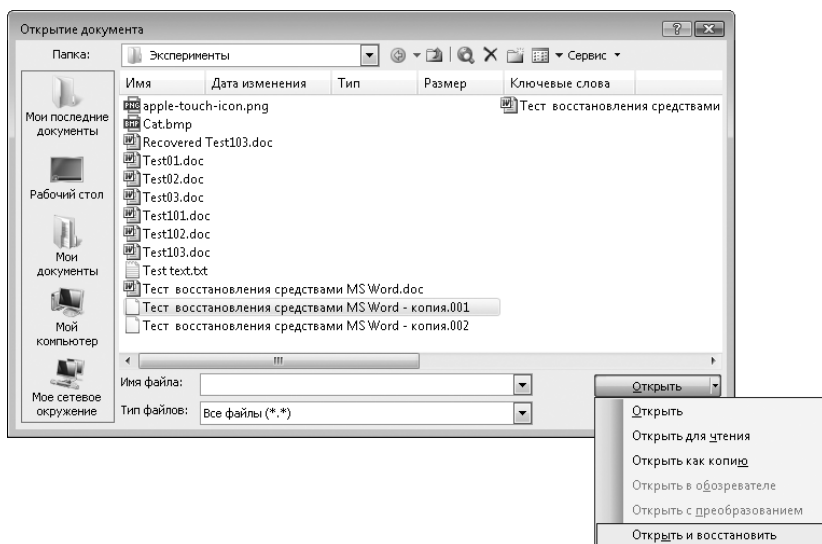 Открытие документа
Папка:
Эксперименты
Сервис
Имя
Дата изменения
Тип
Размер
Ключевые слова
Мои последние
документы
Рабочий стол
Мои
документы
Мой
компьютер
Мое сетевое
окружение
apple-touch-icon.png
Cat.bmp
Recovered Test103.doc
Test01.doc
Test02.doc
Test03.doc
Test101.doc
Test102.doc
Test103.doc
Test text.txt
Тест восстановления средствами MS Word.doc
Тест восстановления средствами MS Word - копия.001
Тест восстановления средствами MS Word - копия.002
Тест восстановления средствами
Имя файла:
Тип файлов:
Все файлы (*.*)
Открыть
Открыть
Открыть для чтения
Открыть как копию
Открыть в обозревателе
Открыть с преобразованием
Открыть и восстановить